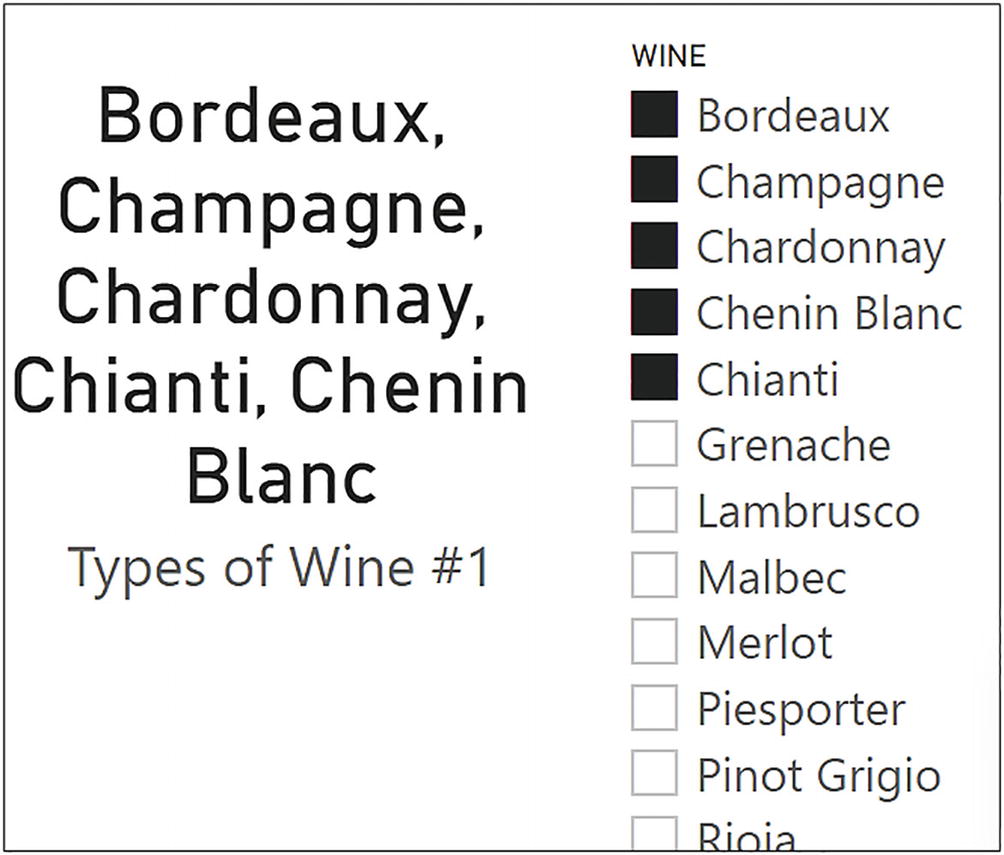 Bordeaux,
Champagne,
Chardonnay,
Chianti, Chenin
Blanc
Types of Wine #1
WINE
Bordeaux
Champagne
Chardonnay
Chenin Blanc
Chianti
Grenache
Lambrusco
Malbec
Merlot
Piesporter
Pinot Grigio
Rioja